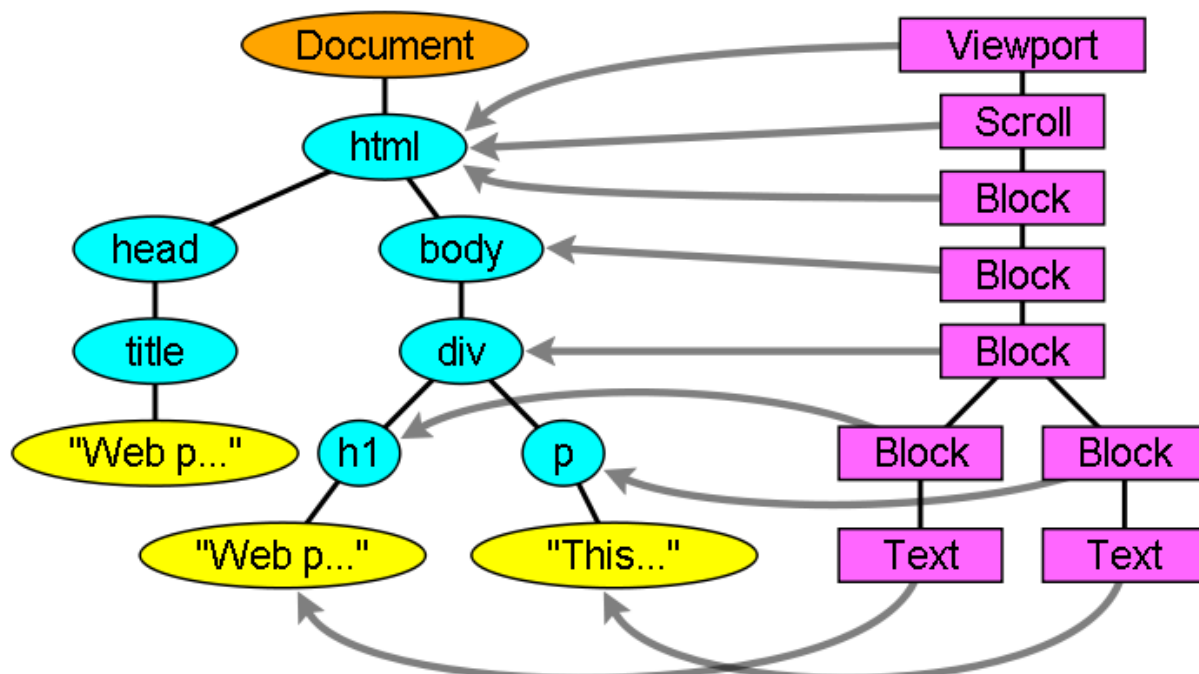 Document
Viewport
html
Scroll
Block
head
body
Block
title
div
Block
"Web p..."
h1
p
Block
Block
"Web p..."
"This..."
Text
Text